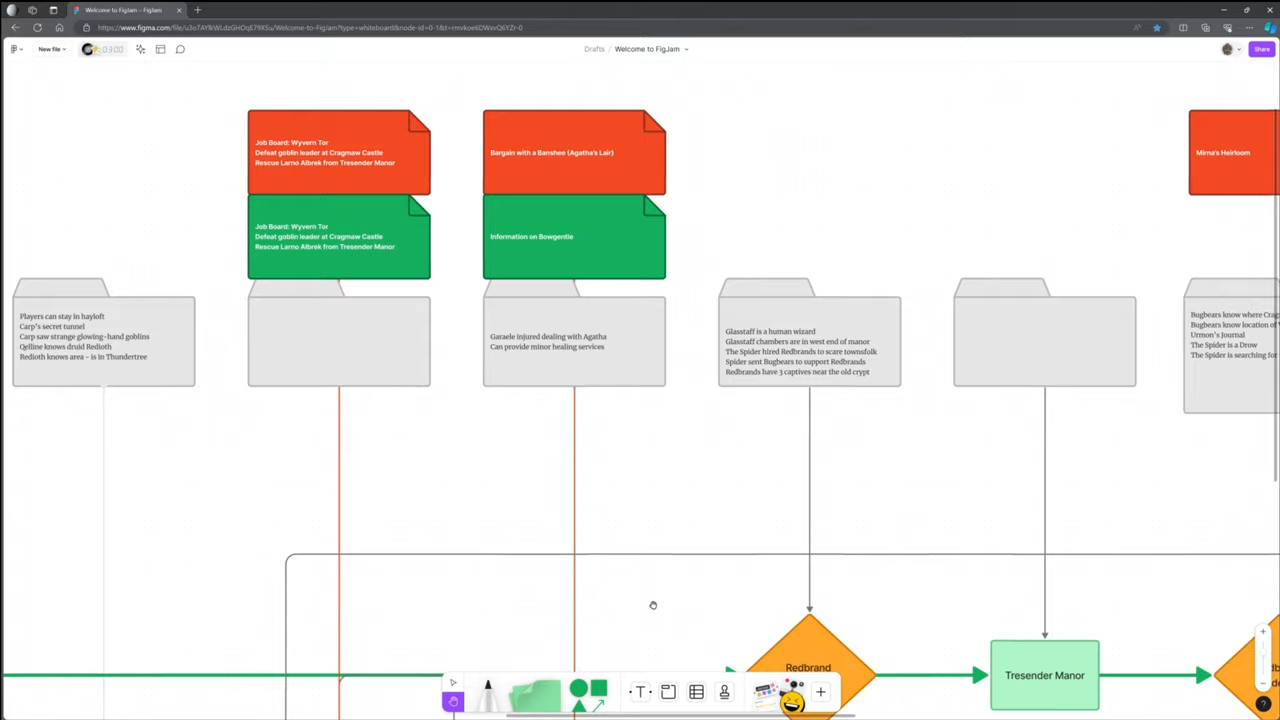 Welcome to FigJam – FigJam
New file
03:00
Drafts / Welcome to FigJam
Share
Job Board: Wyvern Tor
Defeat goblin leader at Cragmaw Castle
Rescue Larno Albrek from Tresender Manor
Bargain with a Banshee (Agatha's Lair)
Mirna's Heirloom
Job Board: Wyvern Tor
Defeat goblin leader at Cragmaw Castle
Rescue Larno Albrek from Tresender Manor
Information on Bowgentle
Players can stay in hayloft
Carp's secret tunnel
Carp saw strange glowing-hand goblins
Qelline knows druid Redioth
Redioth knows area - is in Thundertree
Garaele injured dealing with Agatha
Can provide minor healing services
Glasstaff is a human wizard
Glasstaff chambers are in west end of manor
The Spider hired Redbrands to scare townsfolk
Spider sent Bugbears to support Redbrands
Redbrands have 3 captives near the old crypt
Bugbears know where
Bugbears know location of
Urmon's Journal
The Spider is a Drow
The Spider is searching for
Redbrand
Tresender Manor
T
?